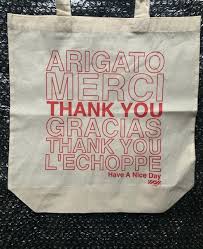 ARIGATO
MERCI
THANK YOU
GRACIAS
THANK YOU
L'ECHOPPE
Have A Nice Day